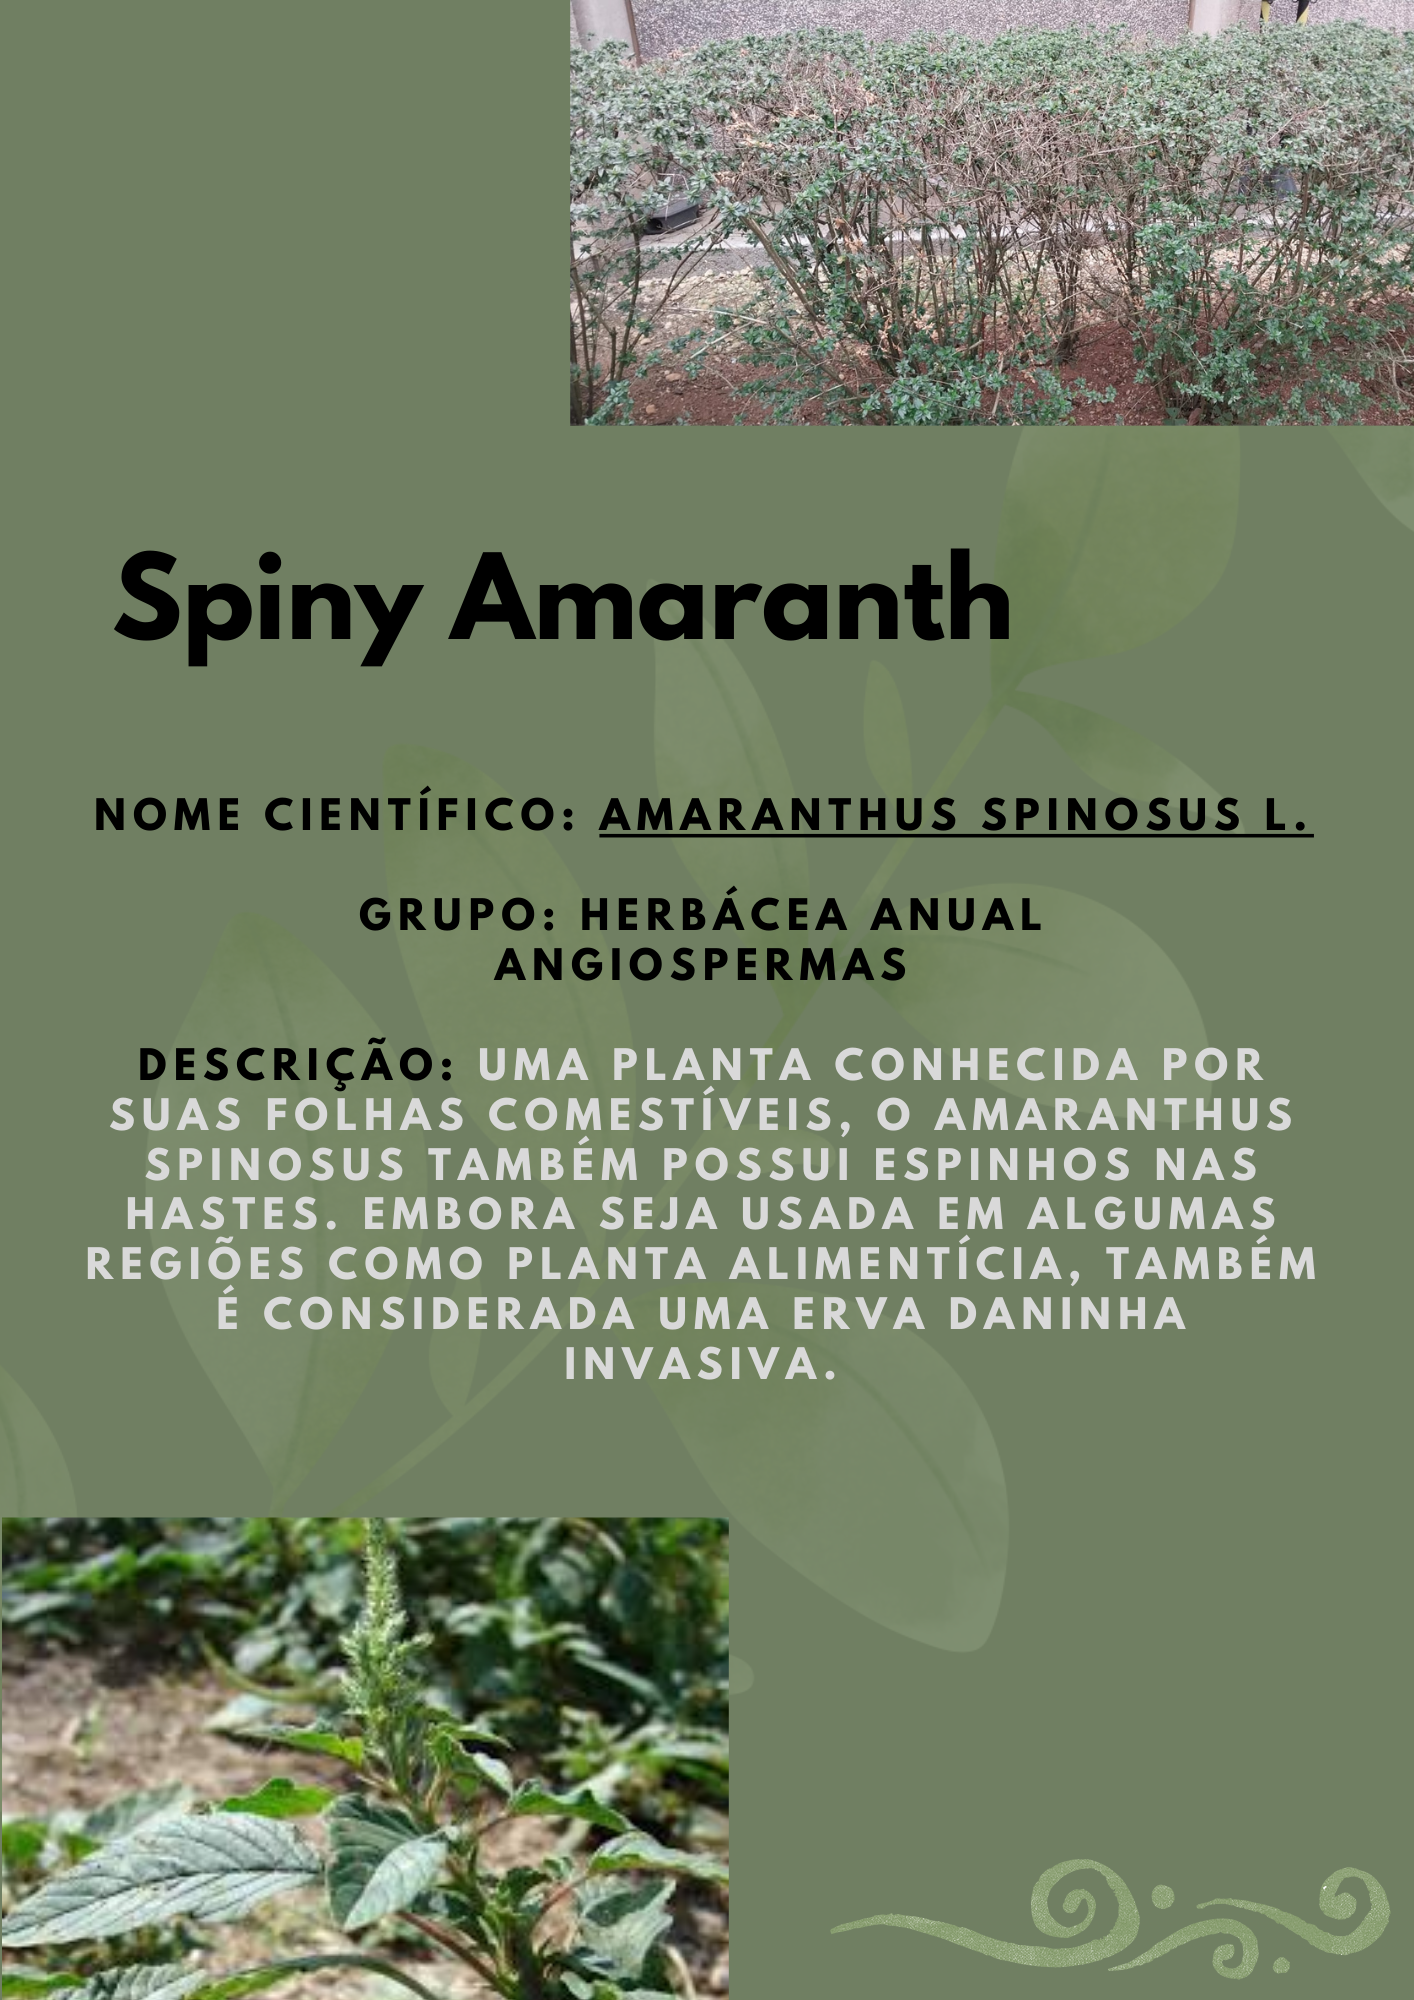 Spiny Amaranth
NOME CIENTÍFICO: AMARANTHUS SPINOSUS L.
GRUPO: HERBÁCEA ANUAL
ANGIOSPERMAS
DESCRIÇÃO: UMA PLANTA CONHECIDA POR
SUAS FOLHAS COMESTÍVEIS, O AMARANTHUS
SPINOSUS TAMBÉM POSSUI ESPINHOS NAS
HASTES. EMBORA SEJA USADA EM ALGUMAS
REGIÕES COMO PLANTA ALIMENTÍCIA, TAMBÉM
É CONSIDERADA UMA ERVA DANINHA
INVASIVA.